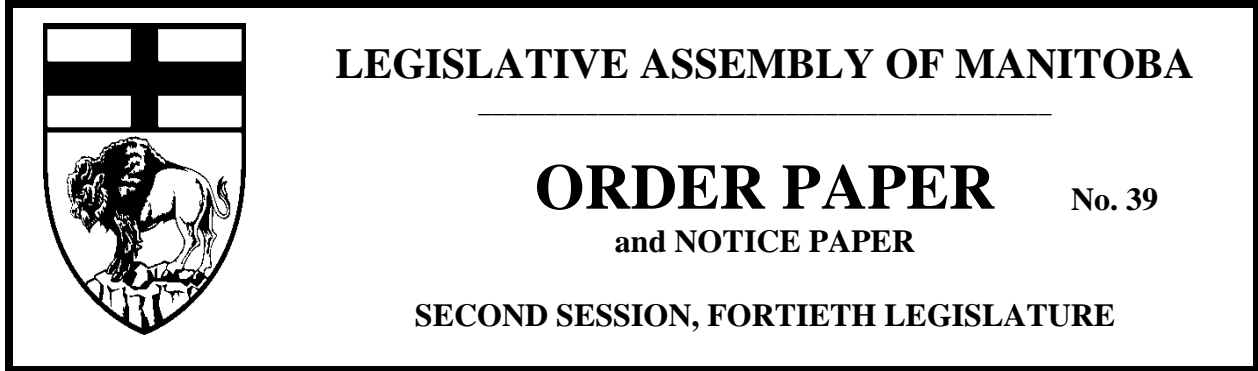 LEGISLATIVE ASSEMBLY OF MANITOBA
ORDER PAPER No. 39
and NOTICE PAPER
SECOND SESSION, FORTIETH LEGISLATURE